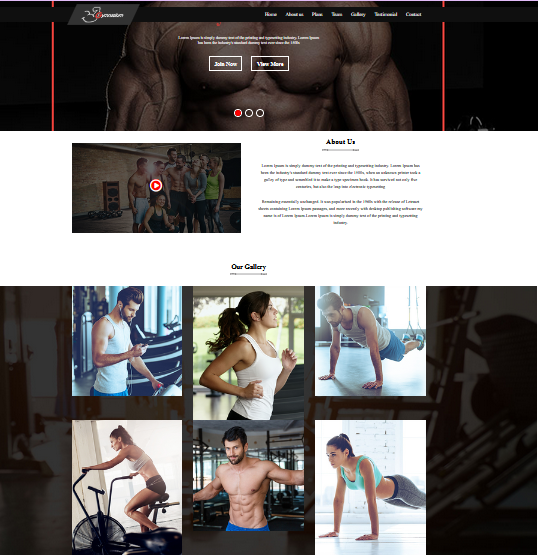 Home About us Plans Team Gallery Testimonial Contact
Lorem Ipsum is simply dummy text of the printing and typesetting industry. Lorem Ipsum
has been the industry's standard dummy text ever since the 1500s
Join Now View More
About Us
Lorem Ipsum is simply dummy text of the printing and typesetting industry. Lorem Ipsum has
been the industry's standard dummy text ever since the 1500s, when an unknown printer took a
galley of type and scrambled it to make a type specimen book. It has survived not only five
centuries, but also the leap into electronic typesetting
Remaining essentially unchanged. It was popularised in the 1960s with the release of Letraset
sheets containing Lorem Ipsum passages, and more recently with desktop publishing software
name is of Lorem Ipsum.Lorem Ipsum is simply dummy text of the printing and typesetting
industry.
Our Gallery